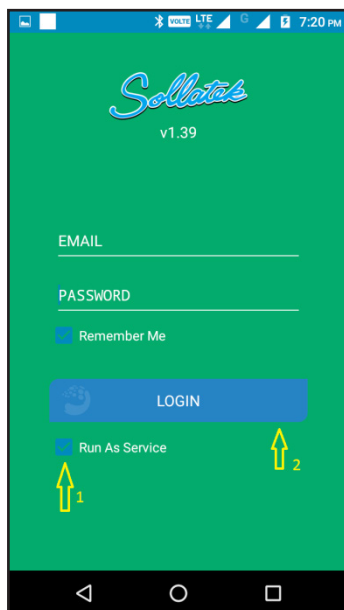 VOLTE LTE G 7:20 PM
Sollatek
v1.39
EMAIL
PASSWORD
Remember Me
LOGIN
Run As Service
1
2